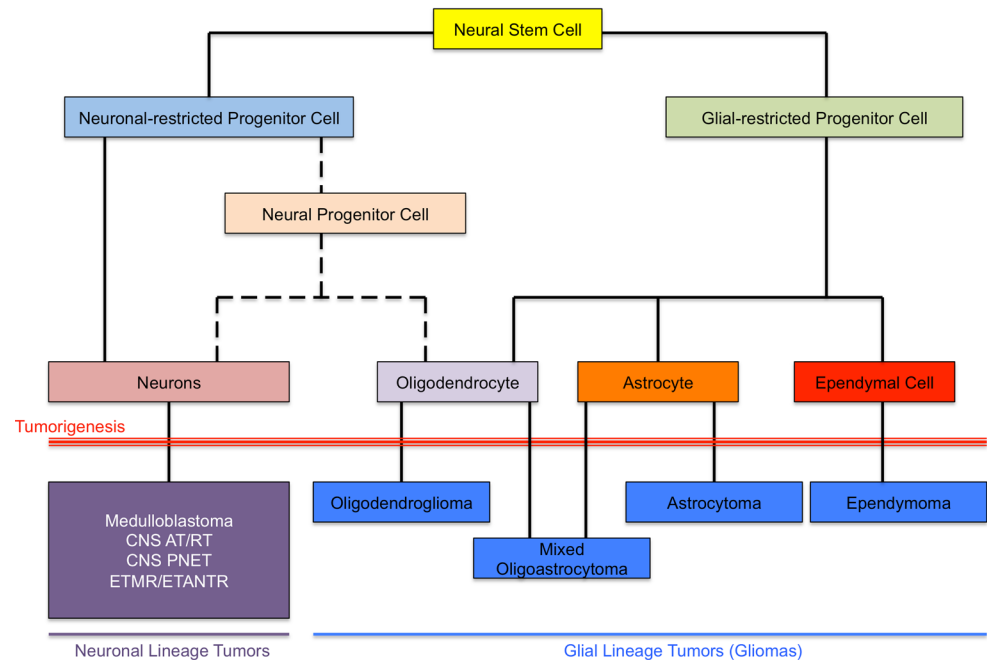 Neural Stem Cell
Neuronal-restricted Progenitor Cell
Glial-restricted Progenitor Cell
Neural Progenitor Cell
Neurons
Oligodendrocyte
Astrocyte
Ependymal Cell
Tumorigenesis
Medulloblastoma
CNS AT/RT
CNS PNET
ETMR/ETANTR
Oligodendroglioma
Mixed
Oligoastrocytoma
Astrocytoma
Ependymoma
Neuronal Lineage Tumors
Glial Lineage Tumors (Gliomas)